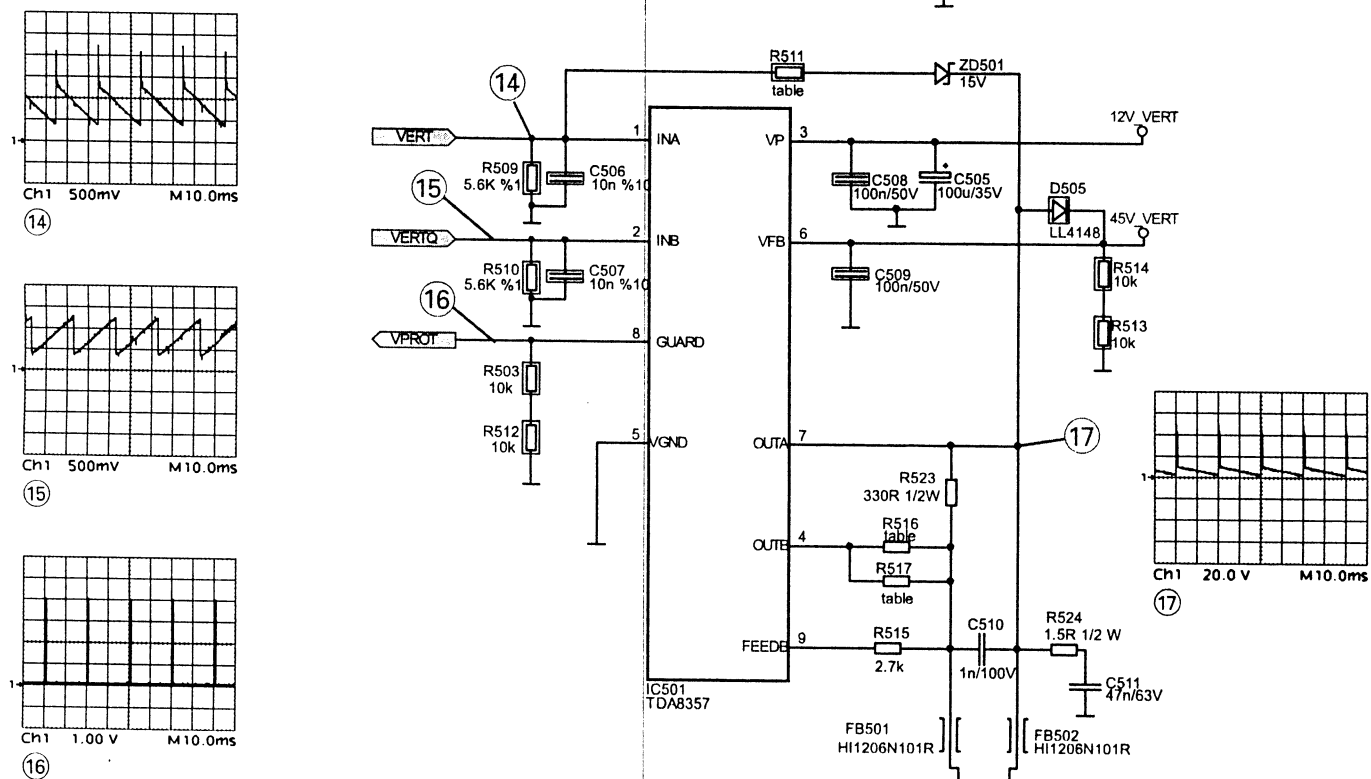 Ch1 500mV M10.0ms
14
Ch1 500mV M10.0ms
15
Ch1 1.00 V M10.0ms
16
R511
table
ZD501
15V
14
VERT
1
INA
VP
3
12V_VERT
R509
5.6K %1
C506
10n %10
C508
100n/50V
C505
100u/35V
D505
LL4148
15
VERTQ
2
INB
VFB
6
45V_VERT
R510
5.6K %1
C507
10n %10
C509
100n/50V
R514
10k
R513
10k
16
VPROT
8
GUARD
R503
10k
R512
10k
5
VGND
OUTA
7
17
R523
330R 1/2W
OUTB
4
R516
table
R517
table
FEEDB
9
R515
2.7k
C510
1n/100V
R524
1.5R 1/2 W
C511
47n/63V
IC501
TDA8357
FB501
HI1206N101R
FB502
HI1206N101R
Ch1 20.0 V M10.0ms
17